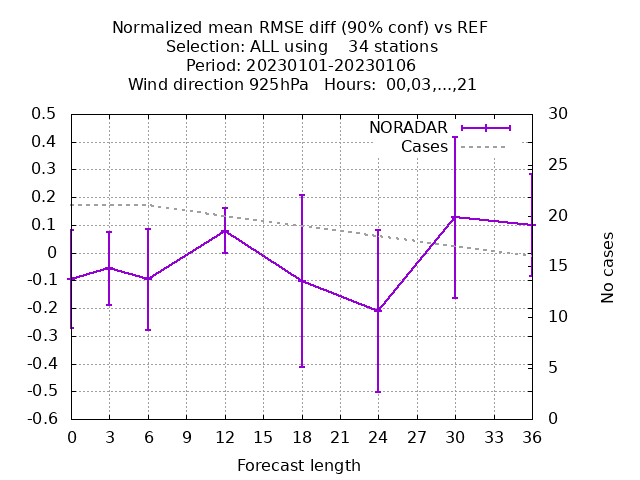 Normalized mean RMSE diff (90% conf) vs REF
Selection: ALL using    34 stations
Period: 20230101-20230106
Wind direction 925hPa   Hours:  00,03,...,21
NORADAR
Cases
0.5
0.4
0.3
0.2
0.1
0
-0.1
-0.2
-0.3
-0.4
-0.5
-0.6
30
25
20
15
10
5
0
No cases
0 3 6 9 12 15 18 21 24 27 30 33 36
Forecast length